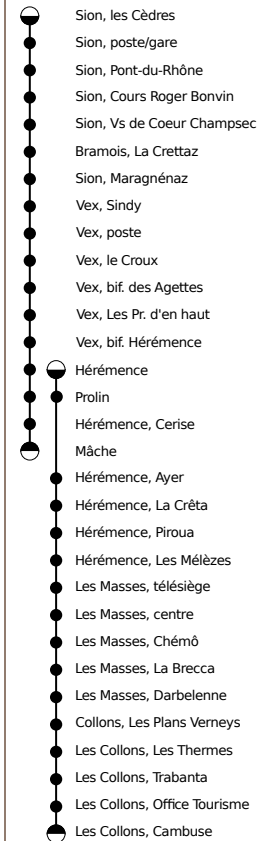 Sion, les Cèdres
Sion, poste/gare
Sion, Pont-du-Rhône
Sion, Cours Roger Bonvin
Sion, Vs de Coeur Champsec
Bramois, La Crettaz
Sion, Maragnénaz
Vex, Sindy
Vex, poste
Vex, le Croux
Vex, bif. des Agettes
Vex, Les Pr. d'en haut
Vex, bif. Hérémence
Hérémence
Prolin
Hérémence, Cerise
Mâche
Hérémence, Ayer
Hérémence, La Crêta
Hérémence, Piroua
Hérémence, Les Mélèzes
Les Masses, télésiège
Les Masses, centre
Les Masses, Chémô
Les Masses, La Brecca
Les Masses, Darbelenne
Collons, Les Plans Verneys
Les Collons, Les Thermes
Les Collons, Trabanta
Les Collons, Office Tourisme
Les Collons, Cambuse